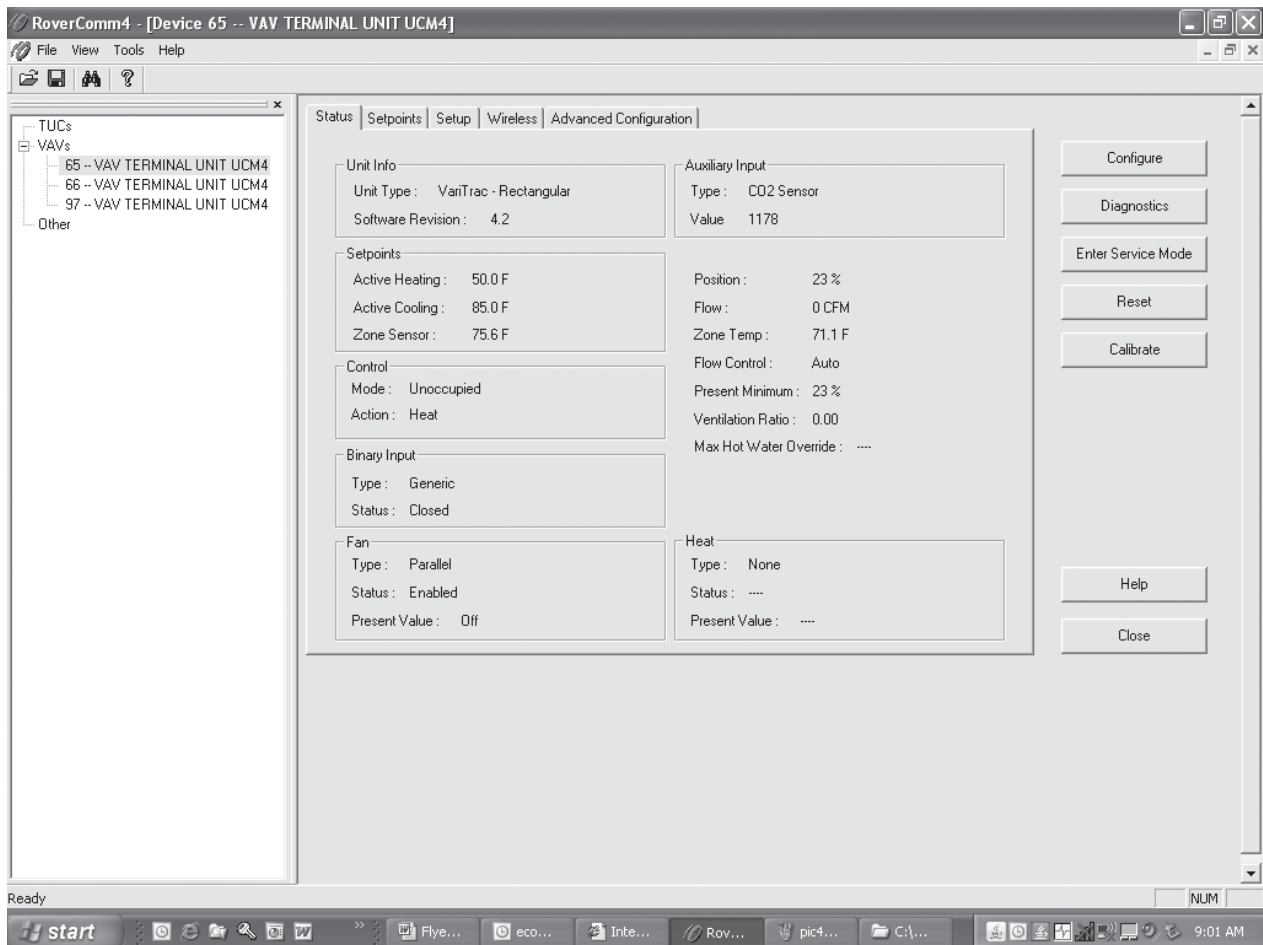 RoverComm4 - [Device 65 -- VAV TERMINAL UNIT UCM4]
File View Tools Help
TUCs
VAVs
65 -- VAV TERMINAL UNIT UCM4
66 -- VAV TERMINAL UNIT UCM4
97 -- VAV TERMINAL UNIT UCM4
Other
Status Setpoints Setup Wireless Advanced Configuration
Unit Info
Unit Type : VariTrac - Rectangular
Software Revision : 4.2
Auxiliary Input
Type : CO2 Sensor
Value 1178
Setpoints
Active Heating : 50.0 F
Active Cooling : 85.0 F
Zone Sensor : 75.6 F
Position : 23 %
Flow : 0 CFM
Zone Temp : 71.1 F
Flow Control : Auto
Present Minimum : 23 %
Ventilation Ratio : 0.00
Max Hot Water Override : ----
Control
Mode : Unoccupied
Action : Heat
Binary Input
Type : Generic
Status : Closed
Fan
Type : Parallel
Status : Enabled
Present Value : Off
Heat
Type : None
Status : ----
Present Value : ----
Configure
Diagnostics
Enter Service Mode
Reset
Calibrate
Help
Close
Ready
NUM
start
Flye...
eco...
Inte...
Rov...
pic4...
C:\...
9:01 AM